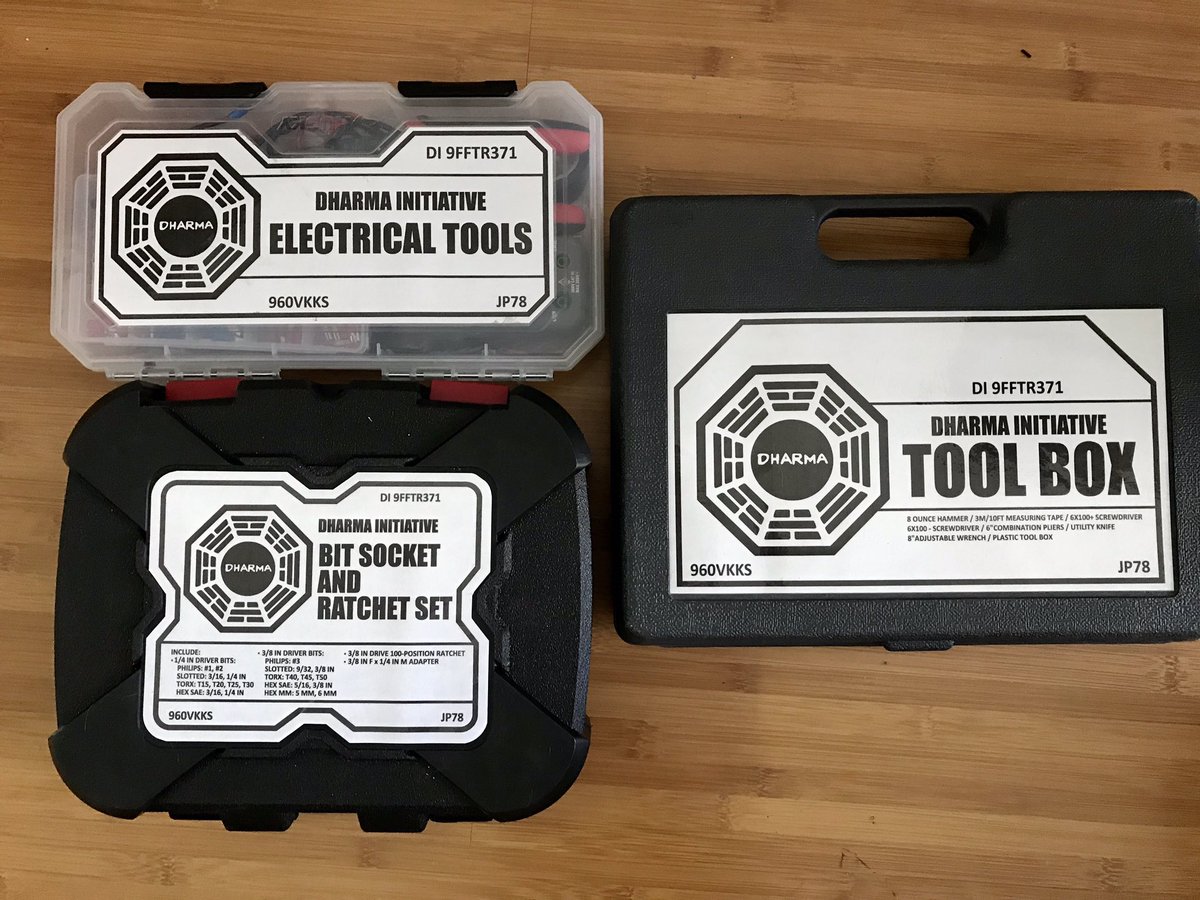 DI 9FFTR371
DHARMA
DHARMA INITIATIVE
ELECTRICAL TOOLS
960VKKS
JP78
DI 9FFTR371
DHARMA
DHARMA INITIATIVE
BIT SOCKET
AND
RATCHET SET
INCLUDE:
• 1/4 IN DRIVER BITS:
PHILIPS: #1, #2
SLOTTED: 3/16, 1/4 IN
TORX: T15, T20, T25, T30
HEX SAE: 3/16, 1/4 IN
• 3/8 IN DRIVER BITS:
PHILIPS: #3
SLOTTED: 9/32, 3/8 IN
TORX: T40, T45, T50
HEX SAE: 5/16, 3/8 IN
HEX MM: 5 MM, 6 MM
• 3/8 IN DRIVE 100-POSITION RATCHET
• 3/8 IN F x 1/4 IN M ADAPTER
960VKKS
JP78
DI 9FFTR371
DHARMA
DHARMA INITIATIVE
TOOL BOX
8 OUNCE HAMMER / 3M/10FT MEASURING TAPE / 6X100+ SCREWDRIVER
6X100 - SCREWDRIVER / 6"COMBINATION PLIERS / UTILITY KNIFE
8"ADJUSTABLE WRENCH / PLASTIC TOOL BOX
960VKKS
JP78